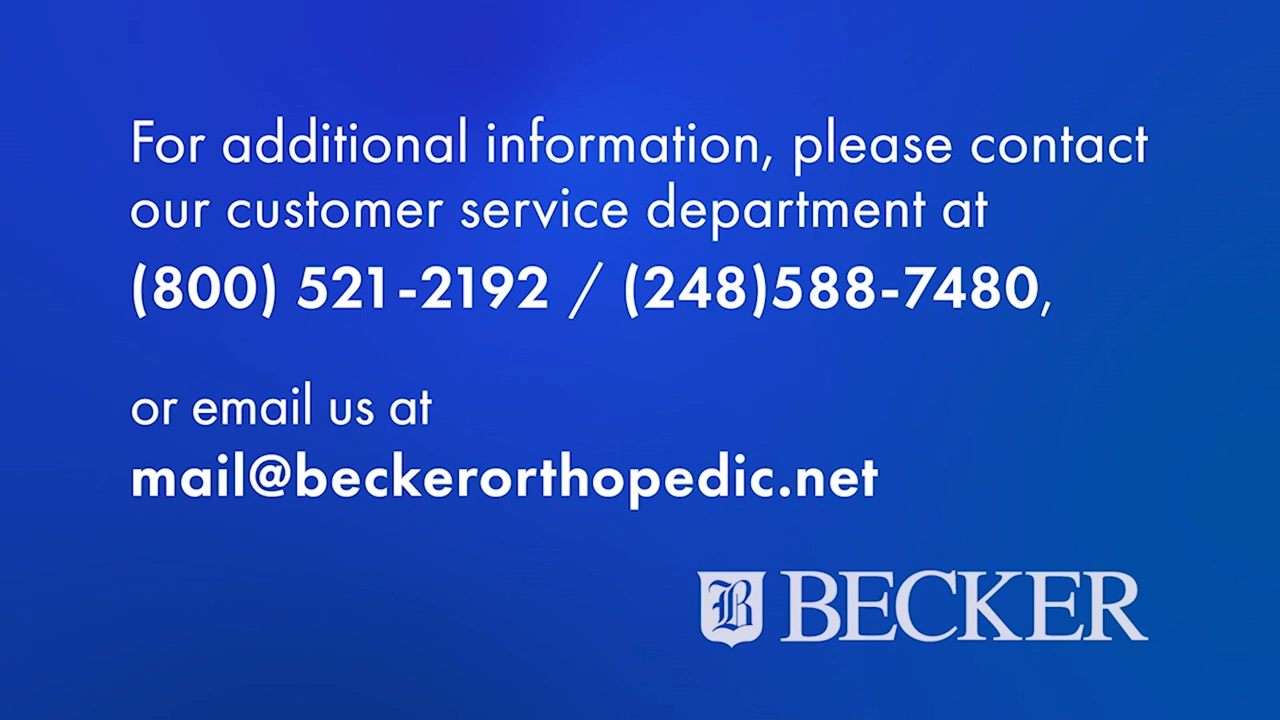 For additional information, please contact
our customer service department at
(800) 521-2192 / (248)588-7480,
or email us at
mail@beckerorthopedic.net
B BECKER